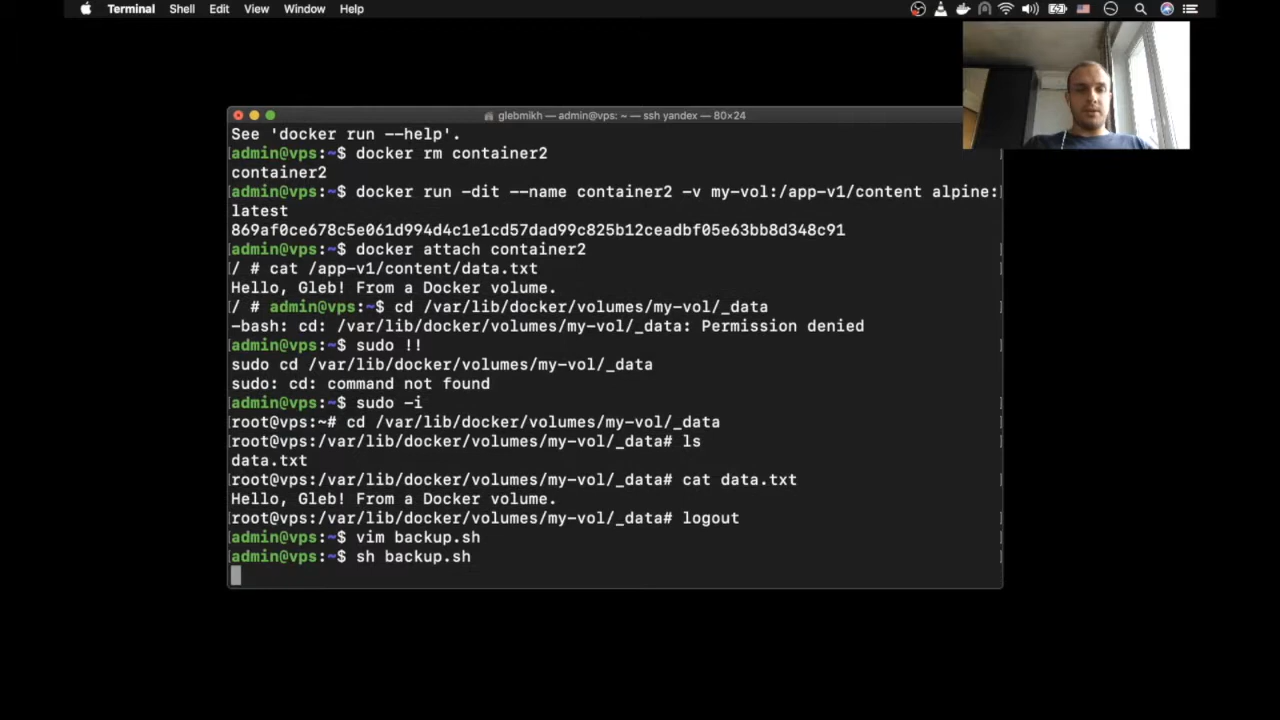 Terminal Shell Edit View Window Help
glebmikh — admin@vps: ~ — ssh yandex — 80×24
See 'docker run --help'.
admin@vps:~$ docker rm container2
container2
admin@vps:~$ docker run -dit --name container2 -v my-vol:/app-v1/content alpine:
latest
869af0ce678c5e061d994d4c1e1cd57dad99c825b12ceadbf05e63bb8d348c91
admin@vps:~$ docker attach container2
/ # cat /app-v1/content/data.txt
Hello, Gleb! From a Docker volume.
/ # admin@vps:~$ cd /var/lib/docker/volumes/my-vol/_data
-bash: cd: /var/lib/docker/volumes/my-vol/_data: Permission denied
admin@vps:~$ sudo !!
sudo cd /var/lib/docker/volumes/my-vol/_data
sudo: cd: command not found
admin@vps:~$ sudo -i
root@vps:~# cd /var/lib/docker/volumes/my-vol/_data
root@vps:/var/lib/docker/volumes/my-vol/_data# ls
data.txt
root@vps:/var/lib/docker/volumes/my-vol/_data# cat data.txt
Hello, Gleb! From a Docker volume.
root@vps:/var/lib/docker/volumes/my-vol/_data# logout
admin@vps:~$ vim backup.sh
admin@vps:~$ sh backup.sh